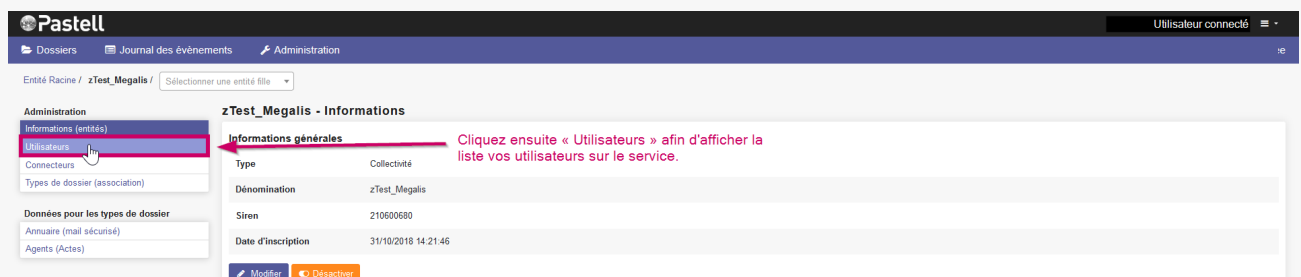 Pastell
Utilisateur connecté
Dossiers Journal des évènements Administration :e
Entité Racine / zTest_Megalis / Sélectionner une entité fille
Administration
Informations (entités)
Utilisateurs
Connecteurs
Types de dossier (association)
Données pour les types de dossier
Annuaire (mail sécurisé)
Agents (Actes)
zTest_Megalis - Informations
Informations générales
Cliquez ensuite « Utilisateurs » afin d'afficher la
liste vos utilisateurs sur le service.
Type Collectivité
Dénomination zTest_Megalis
Siren 210600680
Date d'inscription 31/10/2018 14:21:46
Modifier Désactiver